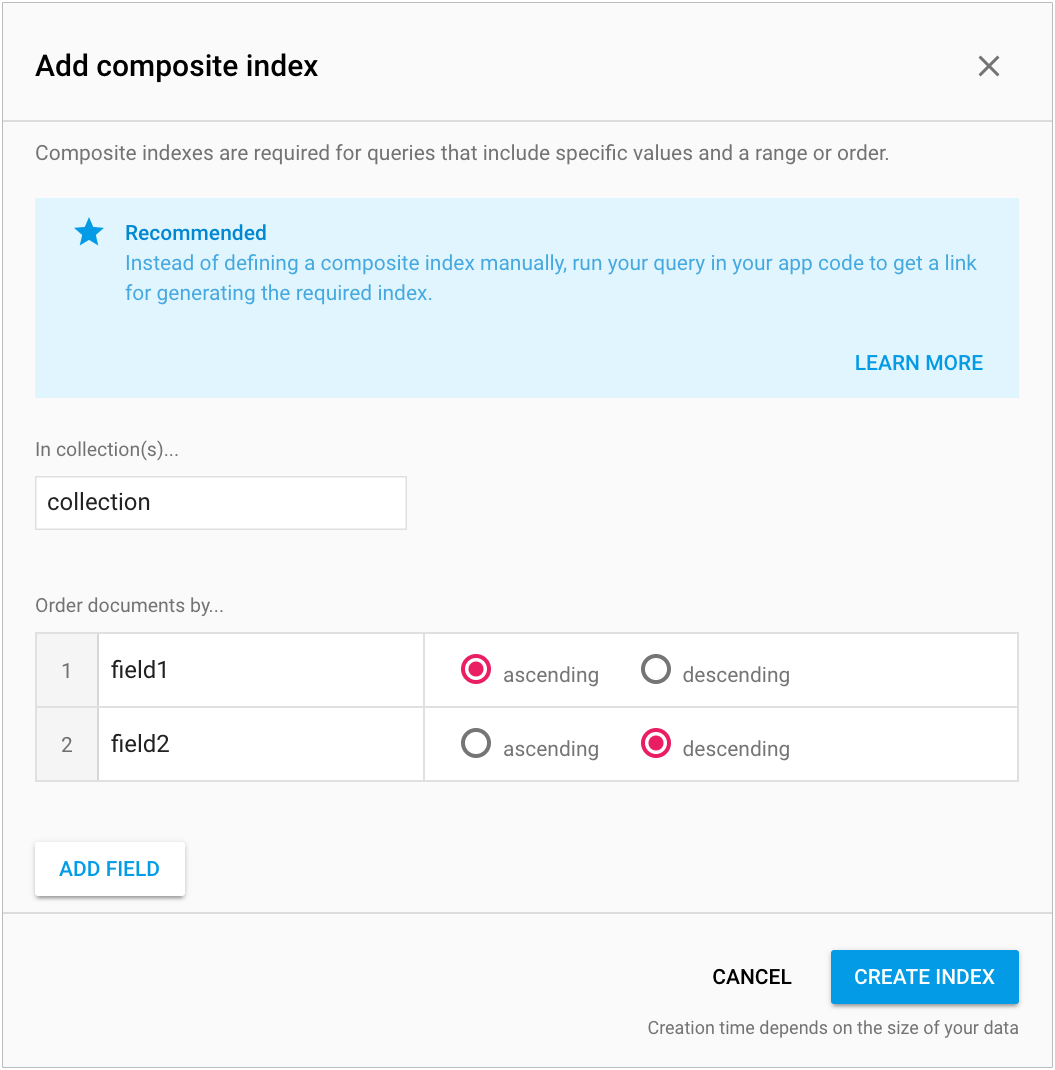 Add composite index
Composite indexes are required for queries that include specific values and a range or order.
Recommended
Instead of defining a composite index manually, run your query in your app code to get a link
for generating the required index.
LEARN MORE
In collection(s)...
collection
Order documents by...
1 field1 ascending descending
2 field2 ascending descending
ADD FIELD
CANCEL CREATE INDEX
Creation time depends on the size of your data